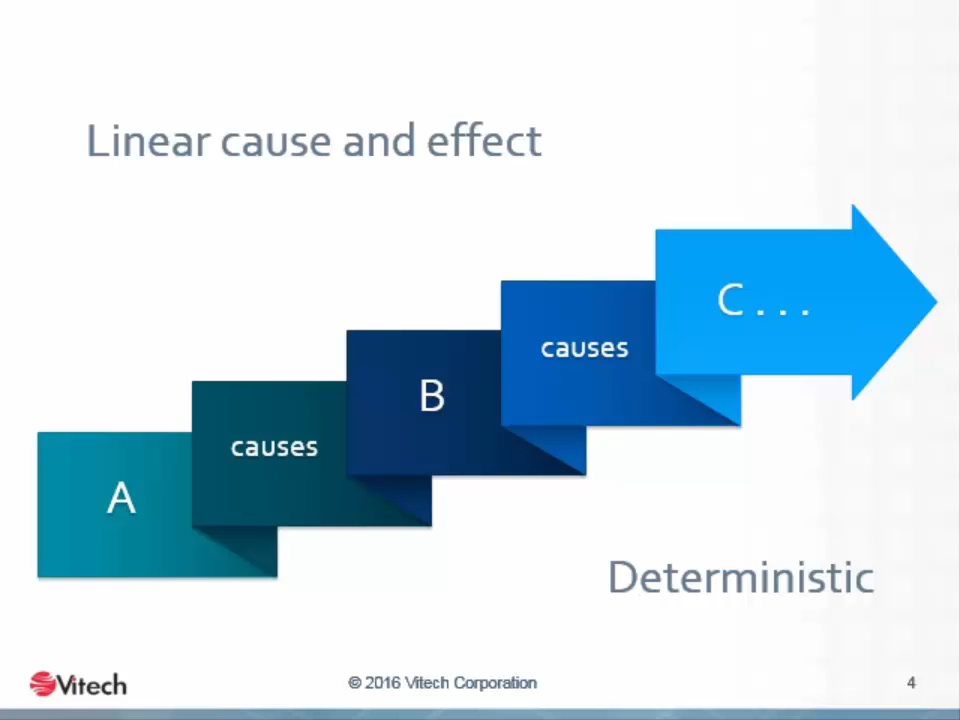 Linear cause and effect
A
causes
B
causes
C . . .
Deterministic
Vitech
© 2016 Vitech Corporation
4